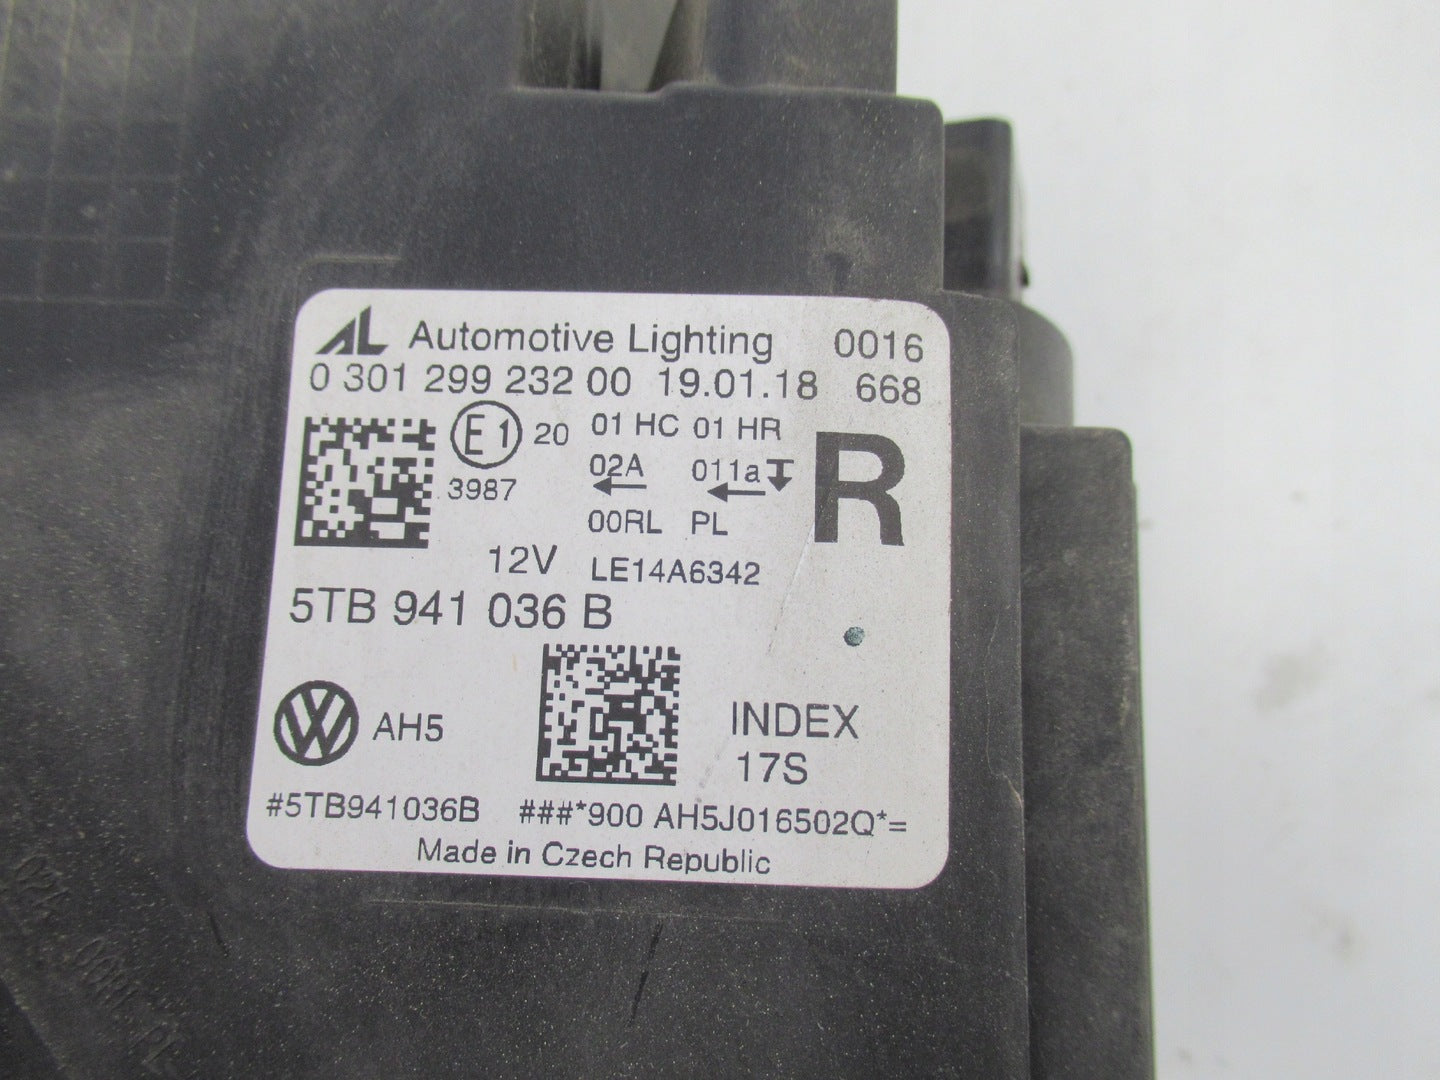 AL Automotive Lighting 0016
0 301 299 232 00 19.01.18 668
E1 20 01 HC 01 HR
3987 02A 011a R
00RL PL
12V LE14A6342
5TB 941 036 B
VW AH5 INDEX
17S
#5TB941036B ###*900 AH5J016502Q*=
Made in Czech Republic